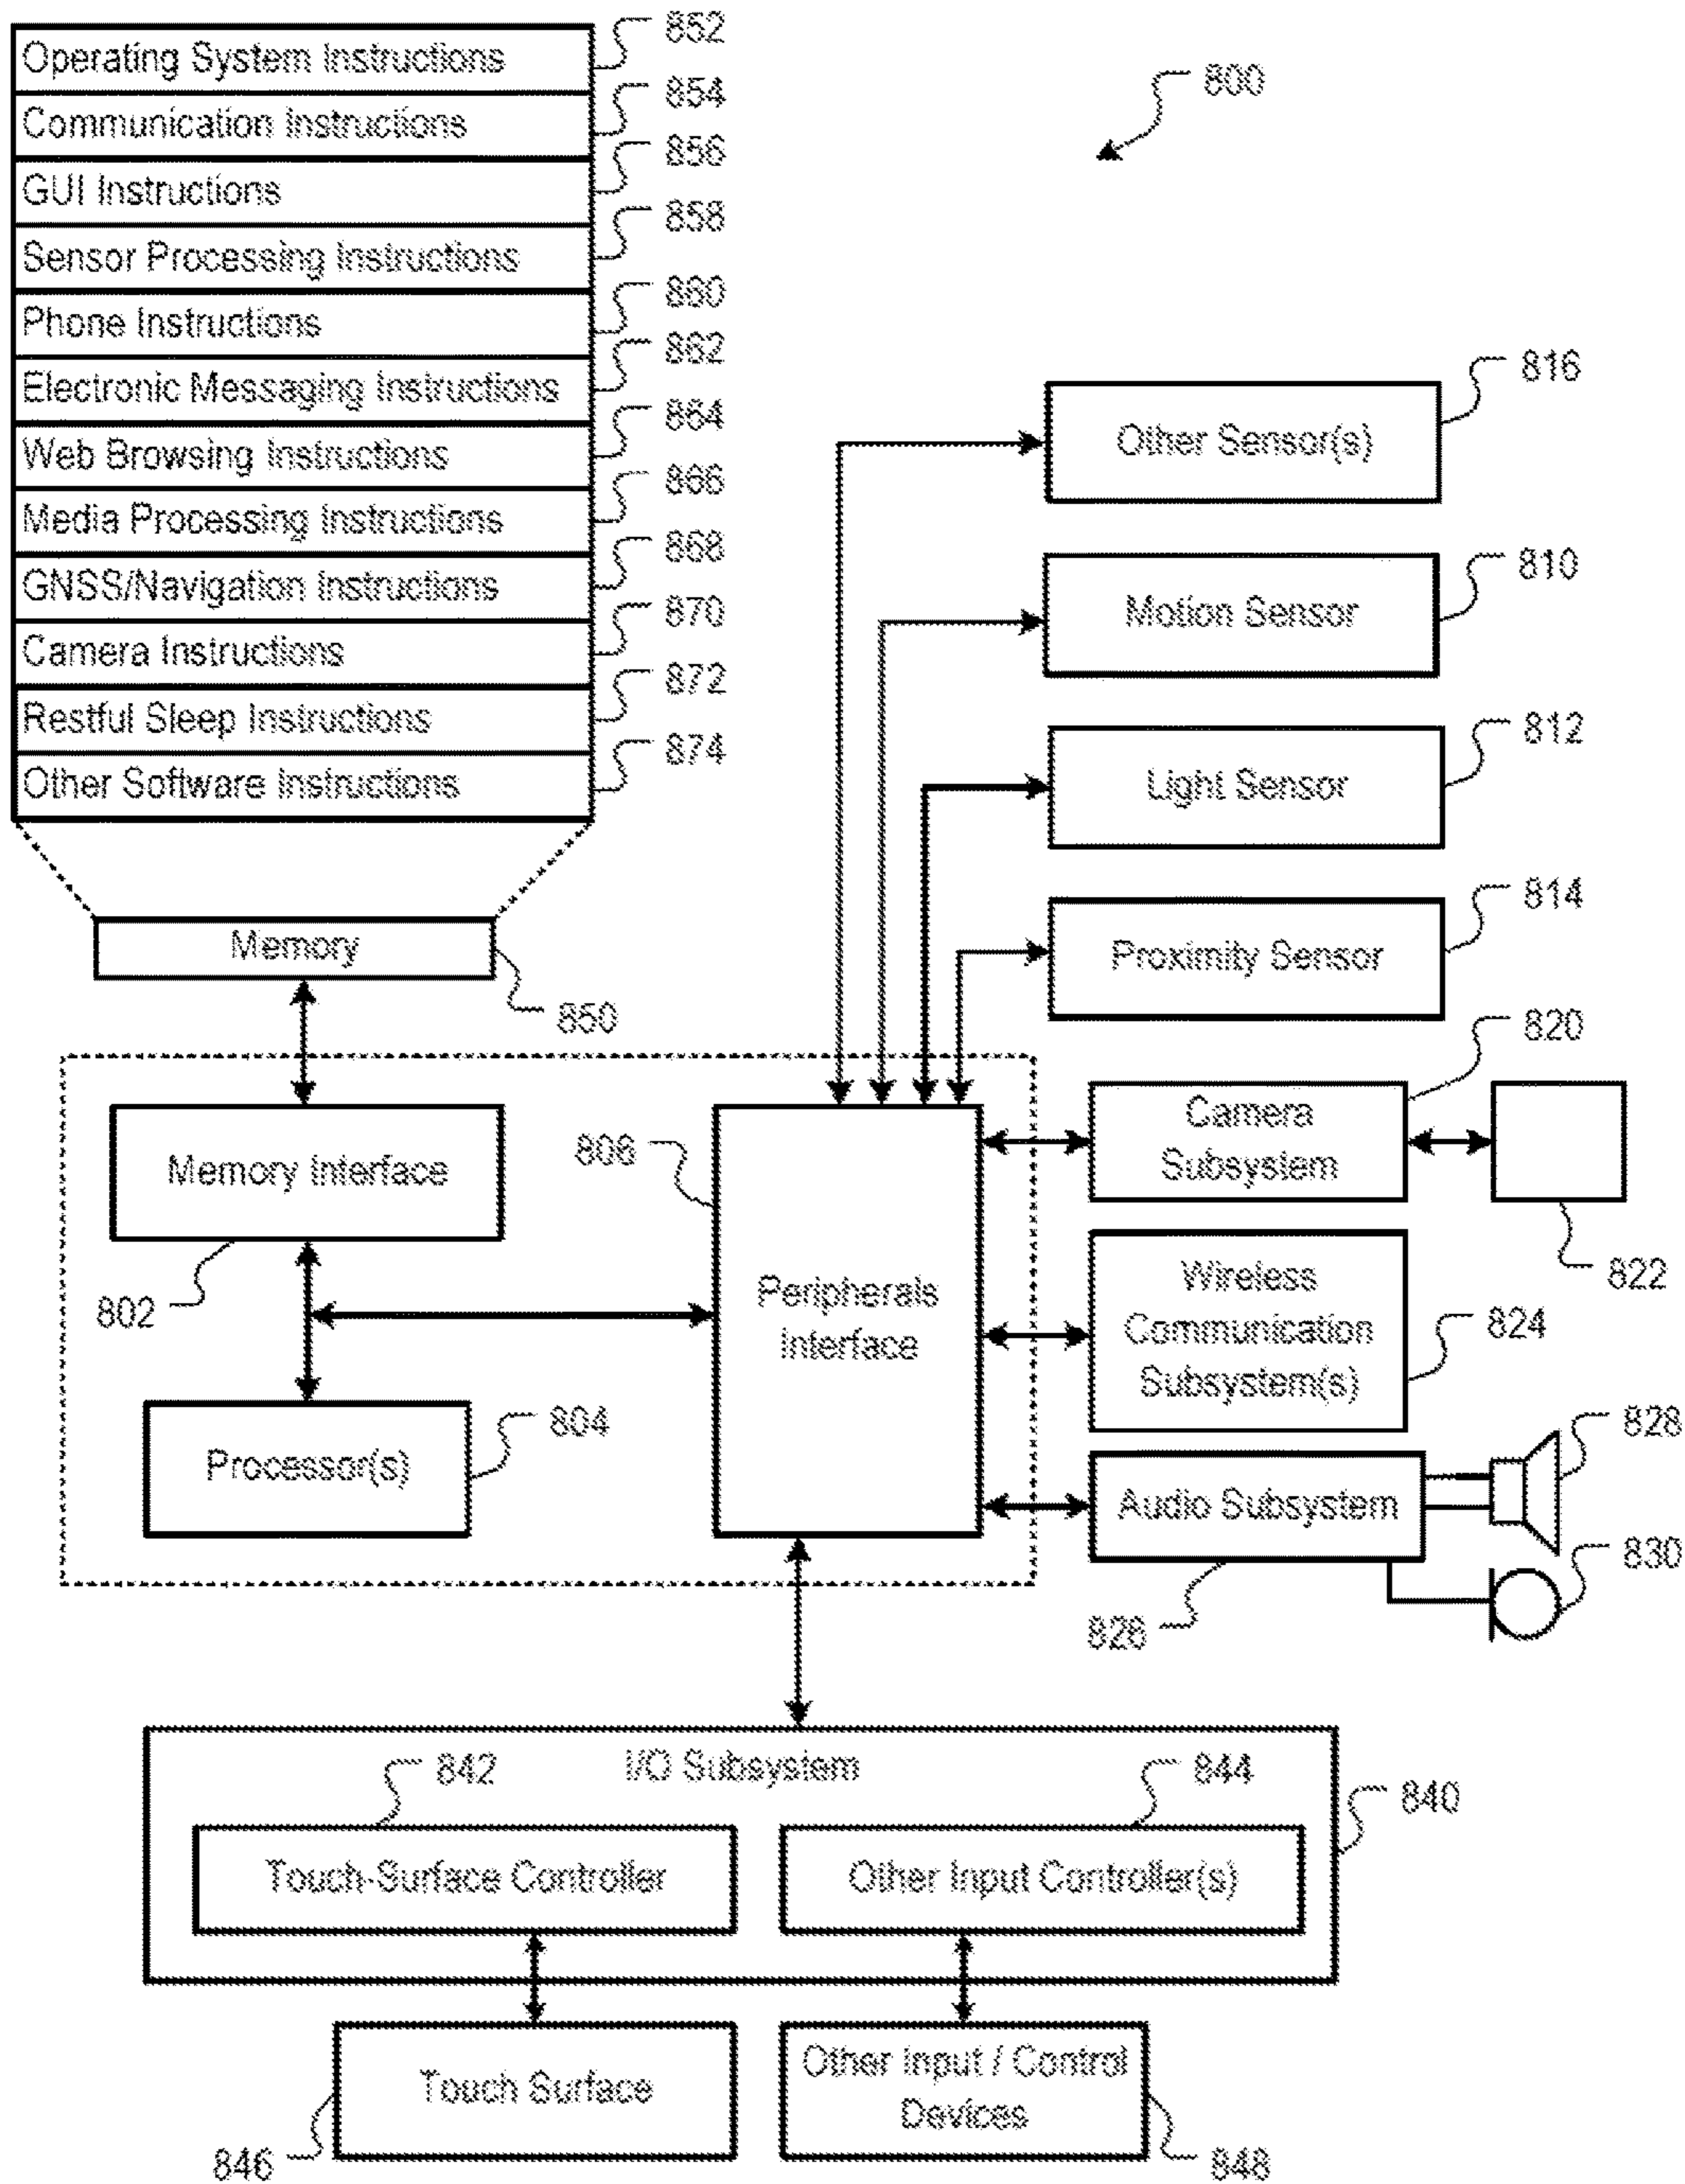 852
Operating System Instructions
800
854
Communication Instructions
856
GUI Instructions
858
Sensor Processing Instructions
860
Phone Instructions
862
Electronic Messaging Instructions
864
Web Browsing Instructions
866
Media Processing Instructions
868
GNSS/Navigation Instructions
870
Camera Instructions
872
Restful Sleep Instructions
874
Other Software Instructions
816
Other Sensor(s)
810
Motion Sensor
812
Light Sensor
814
Proximity Sensor
Memory
850
820
Camera
Subsystem
822
Memory Interface
802
806
Peripherals
Interface
Wireless
Communication
Subsystem(s)
824
Processor(s)
804
Audio Subsystem
826
828
830
I/O Subsystem
840
842
844
Touch-Surface Controller
Other Input Controller(s)
Touch Surface
846
Other Input / Control
Devices
848